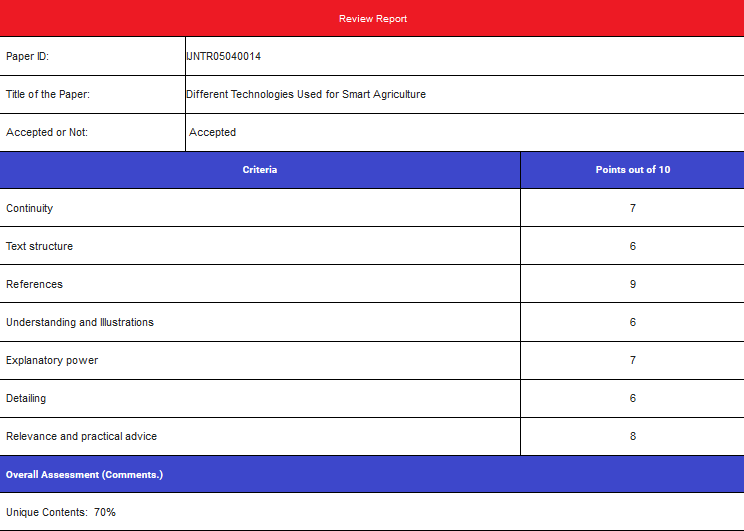 Review Report
Paper ID: IJNTR05040014
Title of the Paper: Different Technologies Used for Smart Agriculture
Accepted or Not: Accepted
Criteria Points out of 10
Continuity 7
Text structure 6
References 9
Understanding and Illustrations 6
Explanatory power 7
Detailing 6
Relevance and practical advice 8
Overall Assessment (Comments.)
Unique Contents: 70%